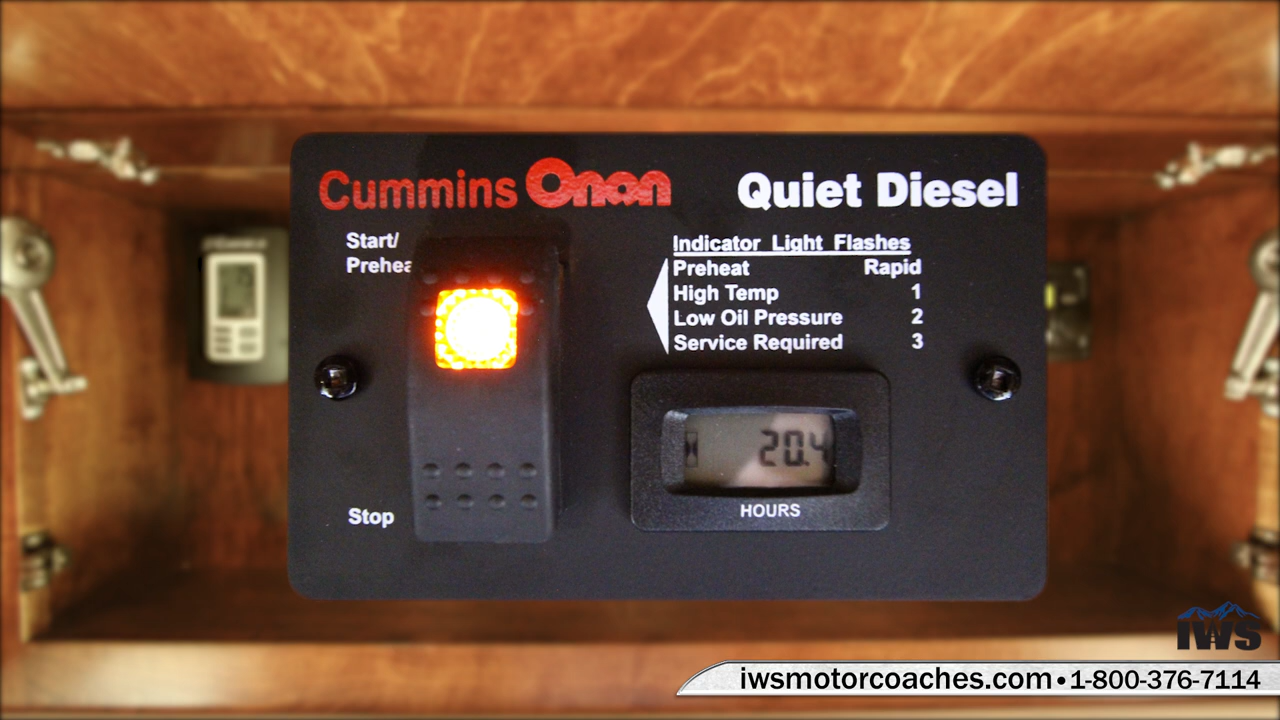 Cummins Onan
Quiet Diesel
Start/
Prehea
Indicator Light Flashes
Preheat Rapid
High Temp 1
Low Oil Pressure 2
Service Required 3
20.4
HOURS
Stop
IWS
iwsmotorcoaches.com•1-800-376-7114